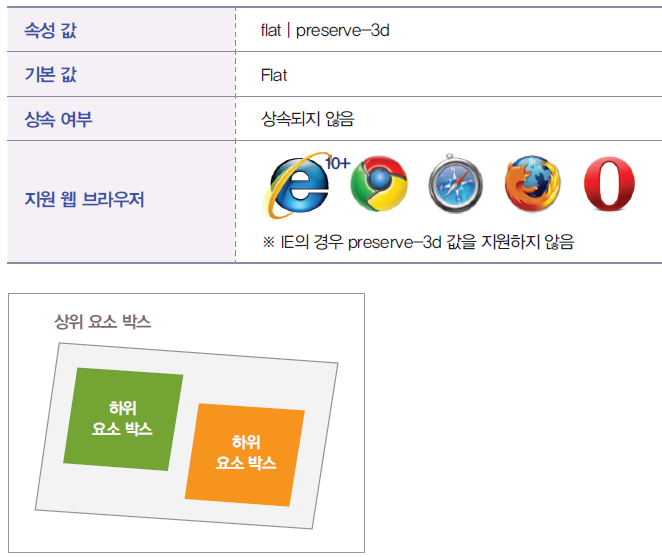 속성 값 flat | preserve-3d
기본 값 Flat
상속 여부 상속되지 않음
10+
지원 웹 브라우저
※ IE의 경우 preserve-3d 값을 지원하지 않음
상위 요소 박스
하위
요소 박스
하위
요소 박스